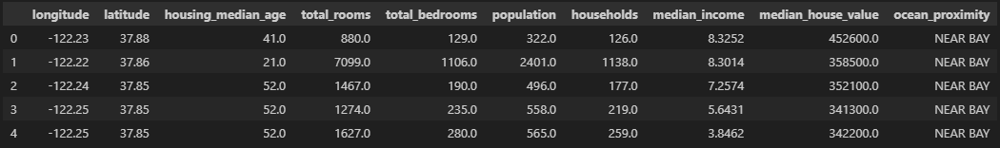 longitude latitude housing_median_age total_rooms total_bedrooms population households median_income median_house_value ocean_proximity
0 -122.23 37.88 41.0 880.0 129.0 322.0 126.0 8.3252 452600.0 NEAR BAY
1 -122.22 37.86 21.0 7099.0 1106.0 2401.0 1138.0 8.3014 358500.0 NEAR BAY
2 -122.24 37.85 52.0 1467.0 190.0 496.0 177.0 7.2574 352100.0 NEAR BAY
3 -122.25 37.85 52.0 1274.0 235.0 558.0 219.0 5.6431 341300.0 NEAR BAY
4 -122.25 37.85 52.0 1627.0 280.0 565.0 259.0 3.8462 342200.0 NEAR BAY